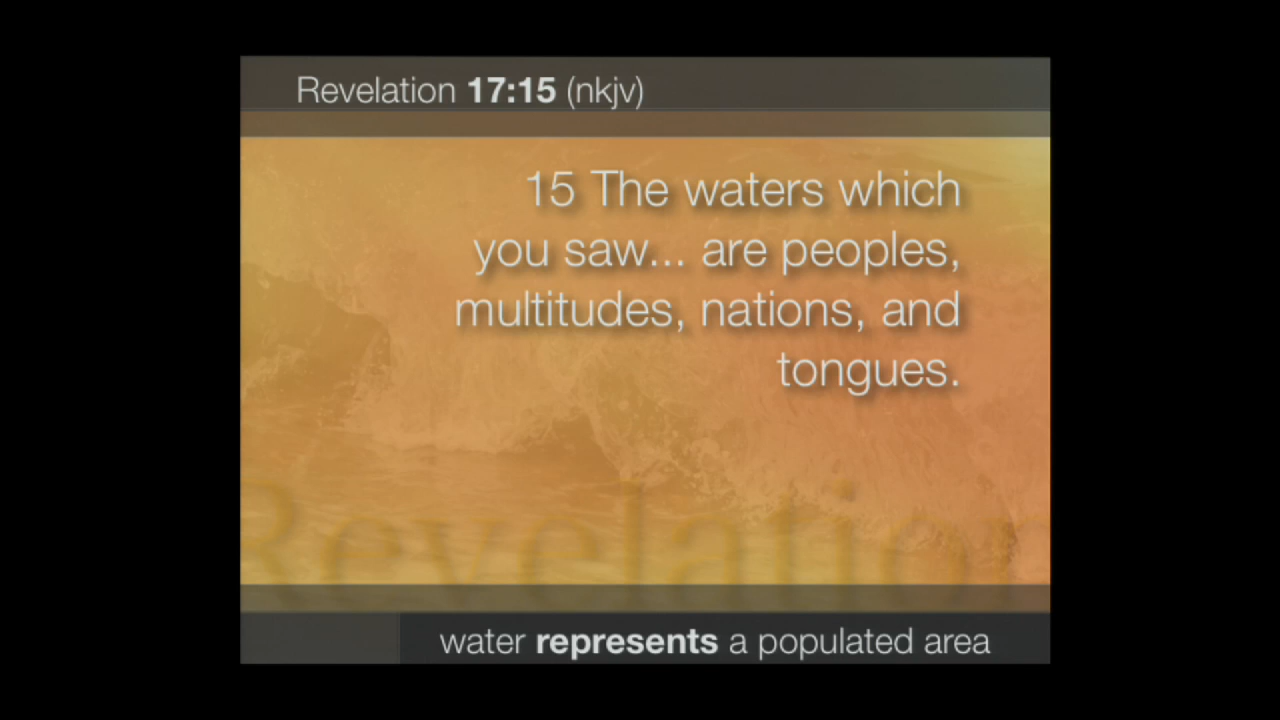 Revelation 17:15 (nkjv)
15 The waters which
you saw... are peoples,
multitudes, nations, and
tongues.
Revelation
water represents a populated area